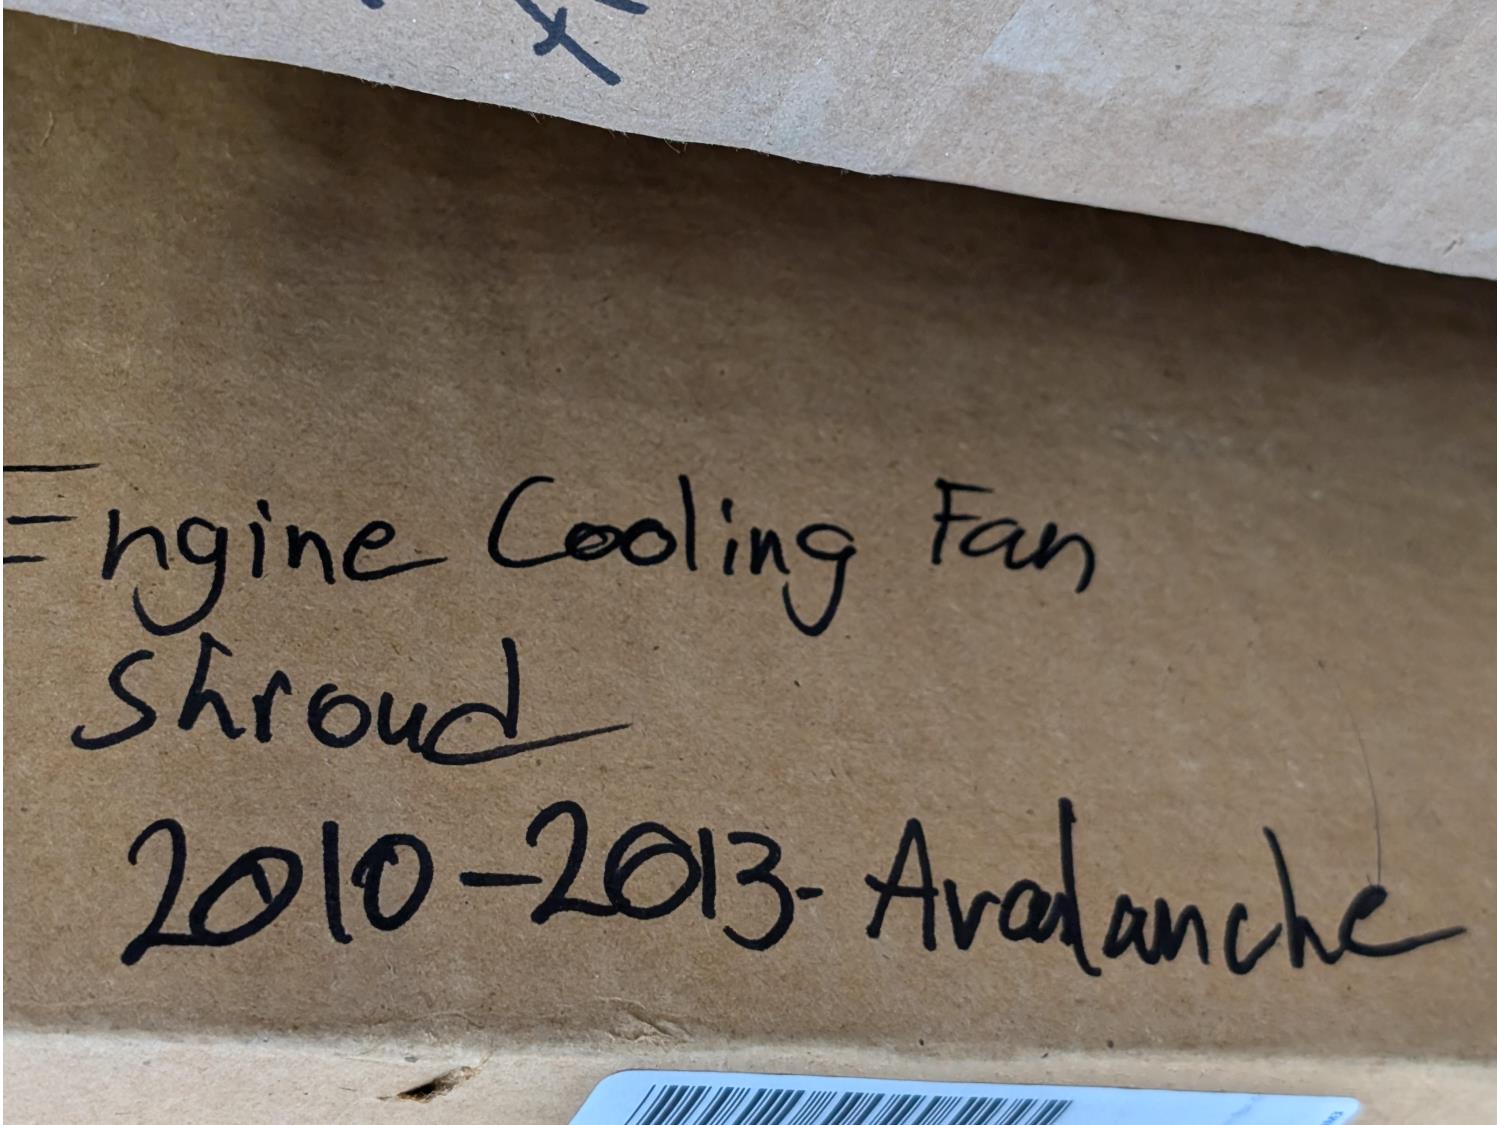 Engine Cooling Fan
Shroud
2010-2013- Avalanche